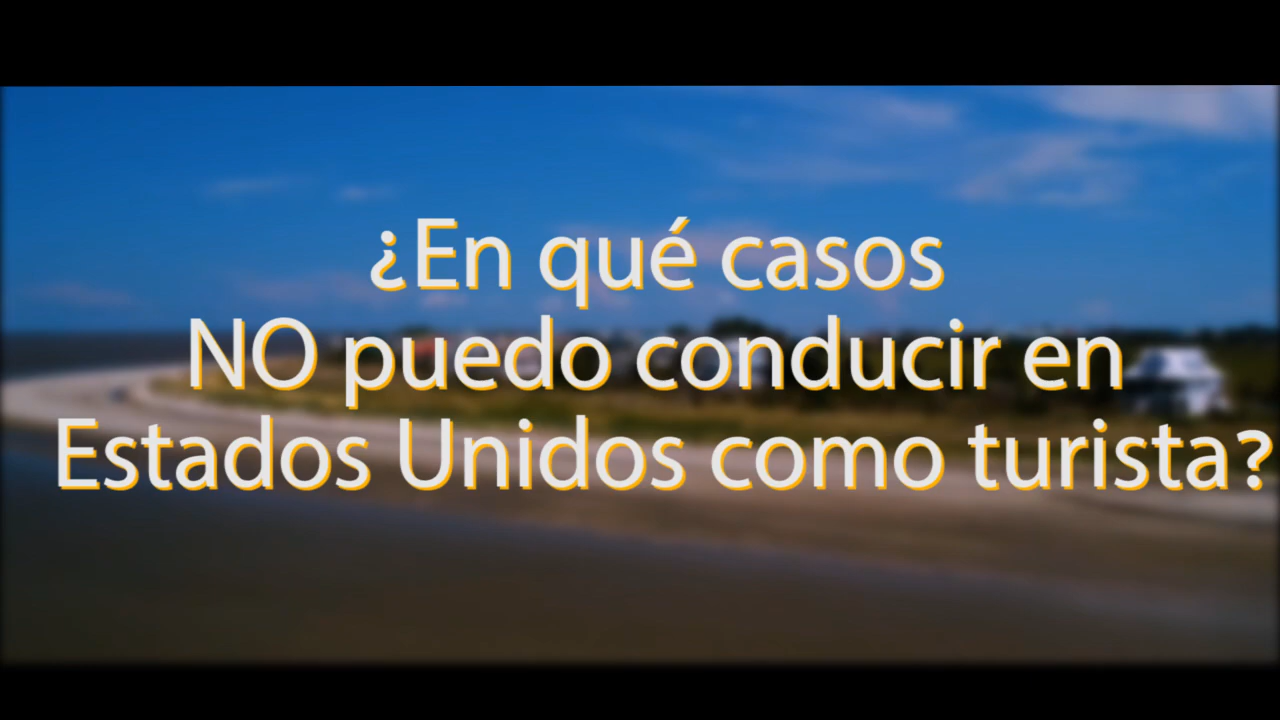 ¿En qué casos
NO puedo conducir en
Estados Unidos como turista?